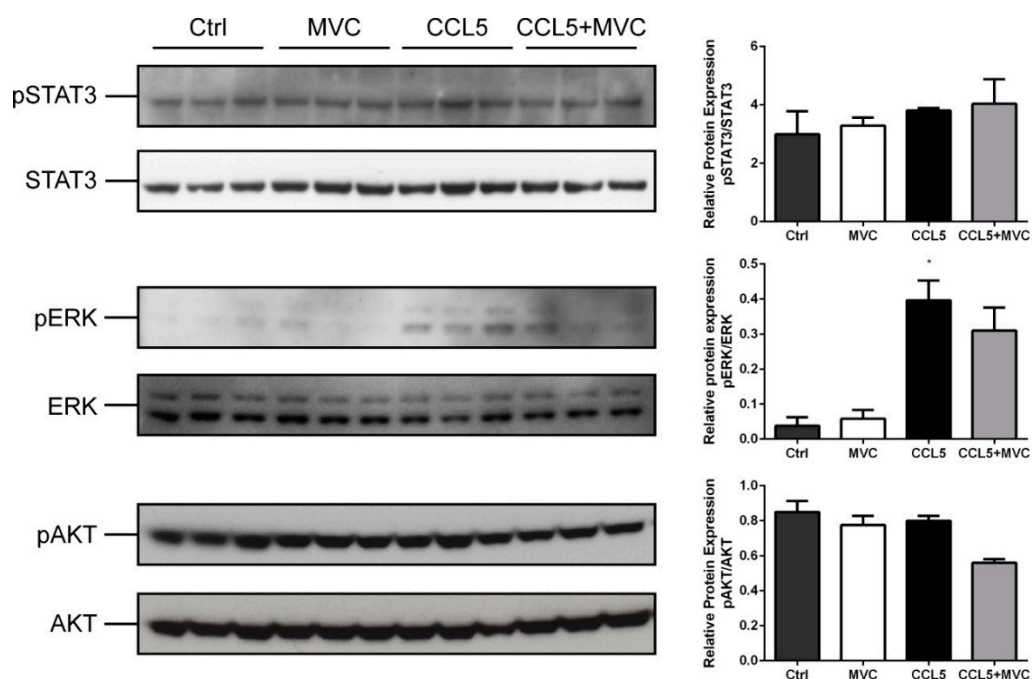 Ctrl MVC CCL5 CCL5+MVC
pSTAT3
STAT3
pERK
ERK
pAKT
AKT
Relative Protein Expression
pSTAT3/STAT3
6
4
2
0
Ctrl MVC CCL5 CCL5+MVC
Relative protein expression
pERK/ERK
*
0.5
0.4
0.3
0.2
0.1
0.0
Ctrl MVC CCL5 CCL5+MVC
Relative Protein Expression
pAKT/AKT
1.0
0.8
0.6
0.4
0.2
0.0
Ctrl MVC CCL5 CCL5+MVC